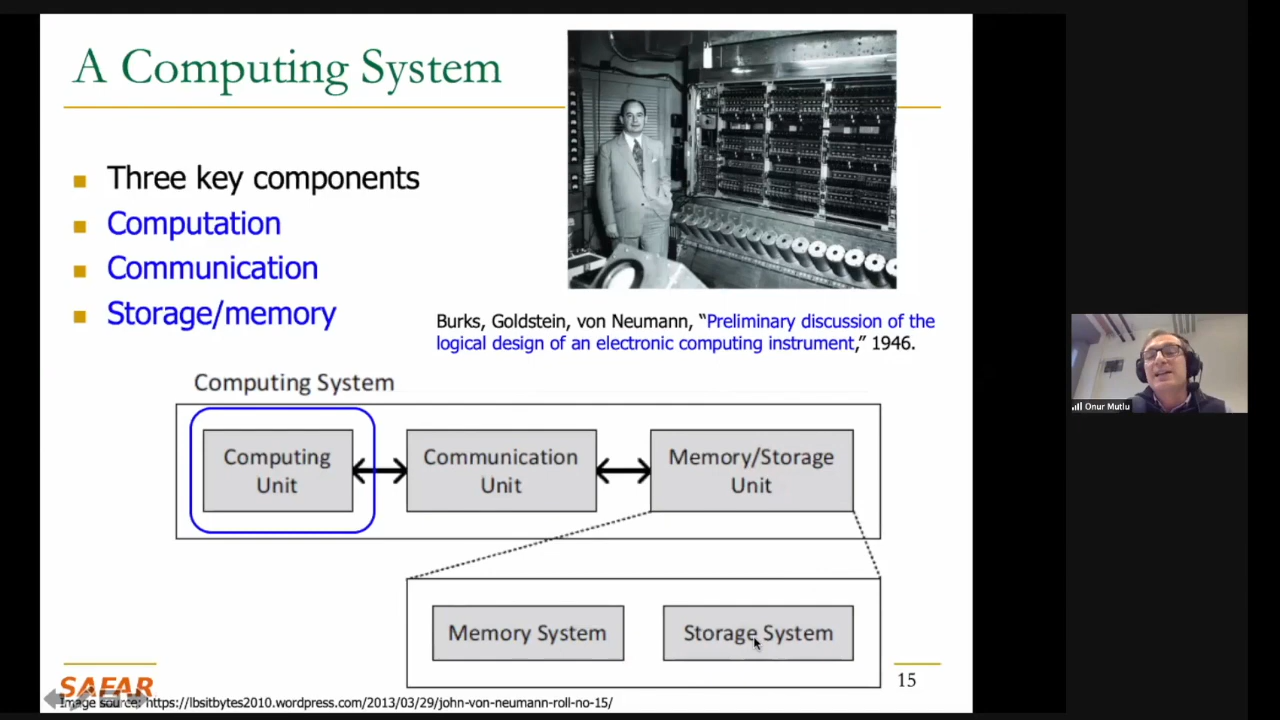 A Computing System
Three key components
Computation
Communication
Storage/memory
Burks, Goldstein, von Neumann, “Preliminary discussion of the
logical design of an electronic computing instrument,” 1946.
Computing System
Computing
Unit
Communication
Unit
Memory/Storage
Unit
Memory System
Storage System
SAFARI
15
Image source: https://lbsitbytes2010.wordpress.com/2013/03/29/john-von-neumann-roll-no-15/
Onur Mutlu